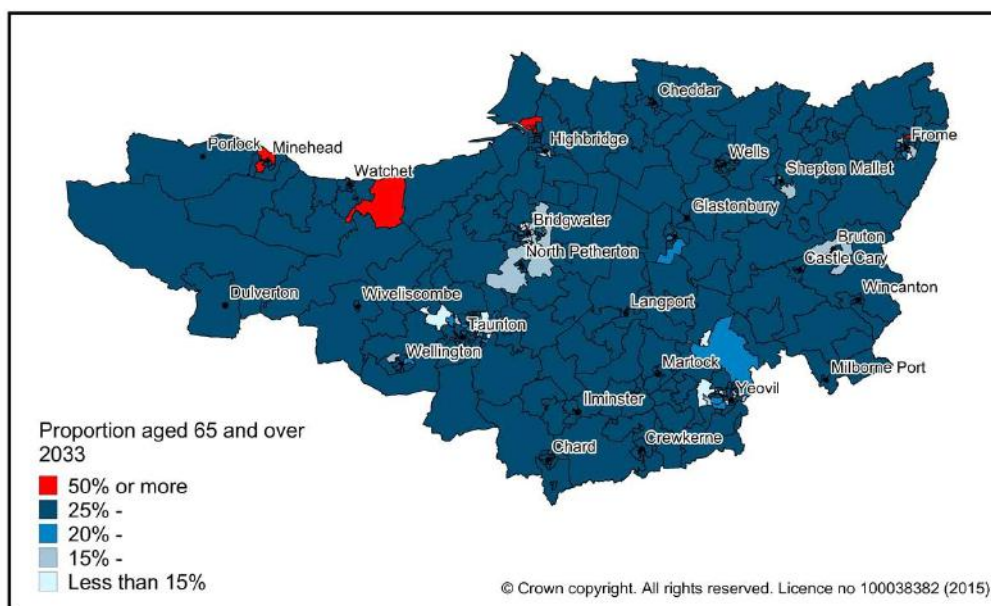 Cheddar
Porlock
Minehead
Highbridge
Frome
Wells
Watchet
Shepton Mallet
Glastonbury
Bridgwater
Bruton
North Petherton
Castle Cary
Dulverton
Wiveliscombe
Langport
Wincanton
Taunton
Wellington
Martock
Milborne Port
Yeovil
Ilminster
Chard
Crewkerne
Proportion aged 65 and over
2033
50% or more
25% -
20% -
15% -
Less than 15%
© Crown copyright. All rights reserved. Licence no 100038382 (2015)